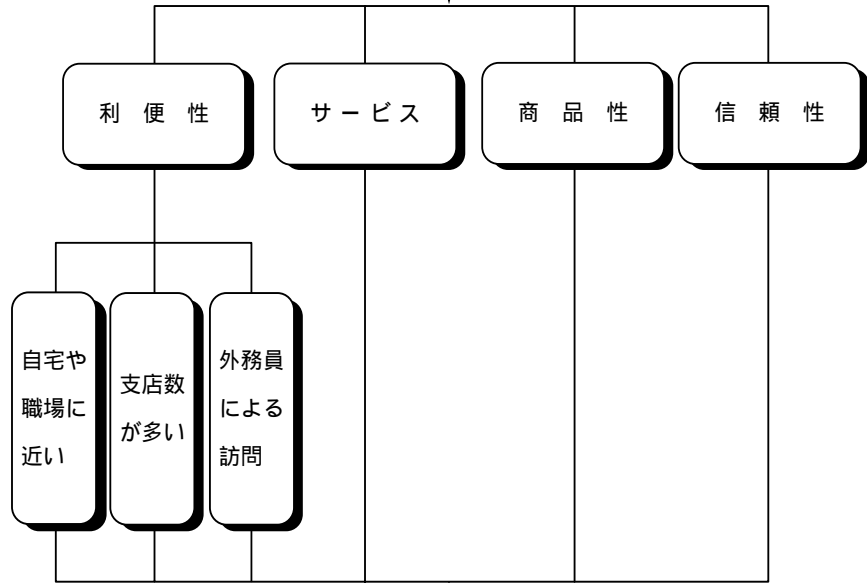 利便性
サービス
商品性
信頼性
自宅や
職場に
近い
支店数
が多い
外務員
による
訪問